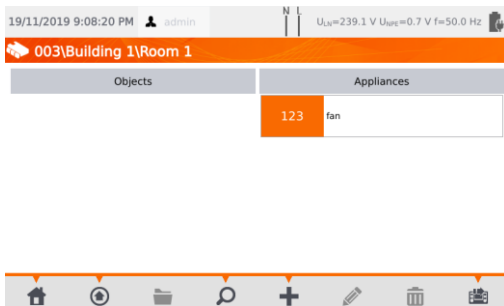 19/11/2019 9:08:20 PM admin N L ULN=239.1 V UNPE=0.7 V f=50.0 Hz
003\Building 1\Room 1
Objects Appliances
123 fan